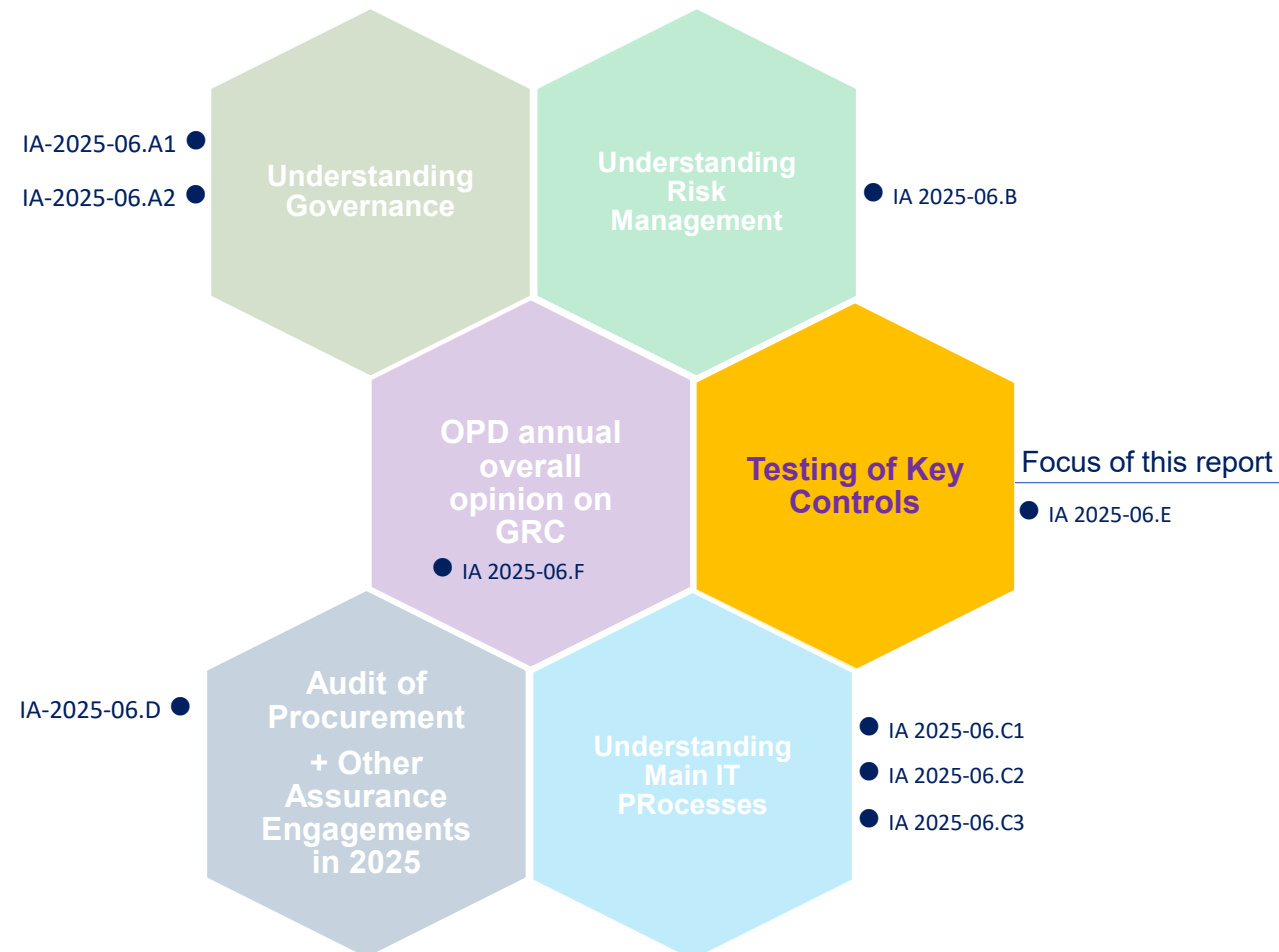 IA-2025-06.A1
IA-2025-06.A2
Understanding
Governance
Understanding
Risk
Management
IA 2025-06.B
OPD annual
overall
opinion on
GRC
IA 2025-06.F
Testing of Key
Controls
Focus of this report
IA 2025-06.E
IA-2025-06.D
Audit of
Procurement
+ Other
Assurance
Engagements
in 2025
Understanding
Main IT
PRocesses
IA 2025-06.C1
IA 2025-06.C2
IA 2025-06.C3